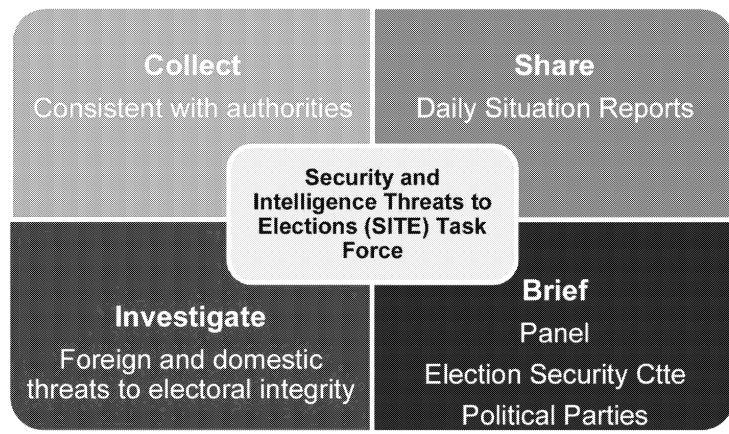 Collect
Consistent with authorities
Share
Daily Situation Reports
Security and
Intelligence Threats to
Elections (SITE) Task
Force
Investigate
Foreign and domestic
threats to electoral integrity
Brief
Panel
Election Security Ctte
Political Parties